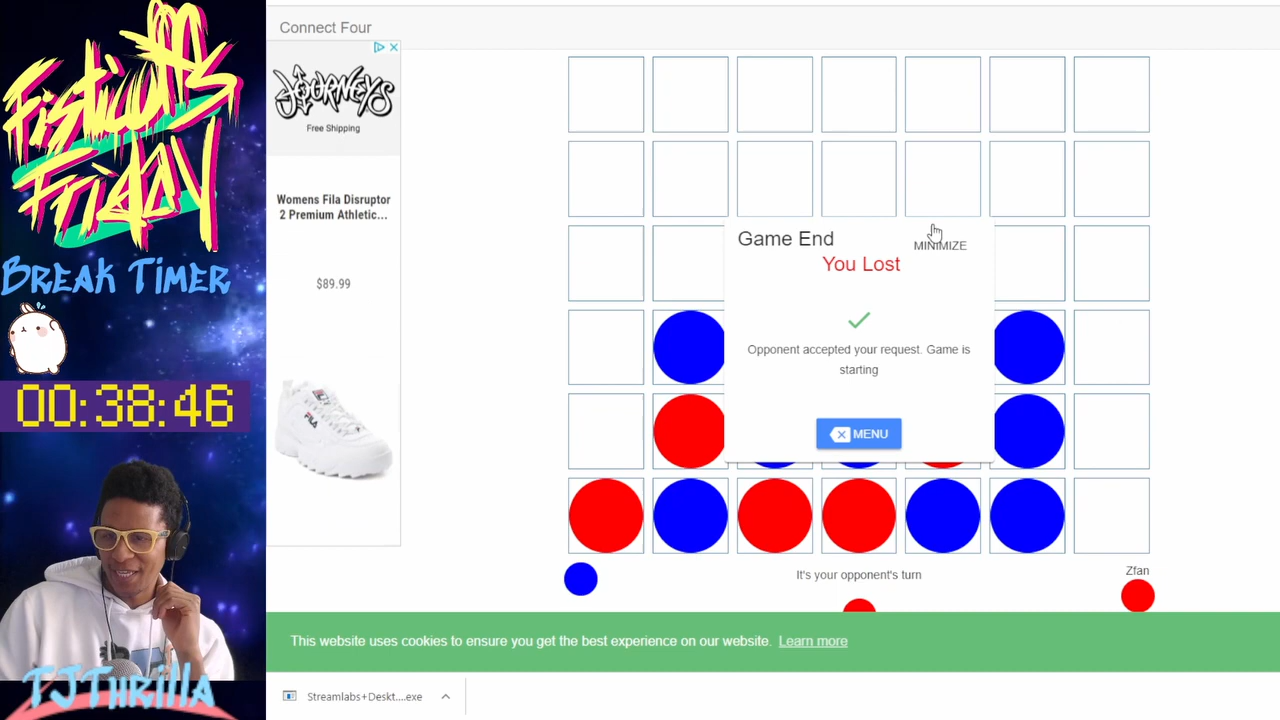 Fisticuffs
Friday
Break Timer
00:38:46
TJThrilla
Connect Four
JOURNEYS
Free Shipping
Womens Fila Disruptor
2 Premium Athletic...
$89.99
FILA
Game End
MINIMIZE
You Lost
Opponent accepted your request. Game is
starting
MENU
It's your opponent's turn
Zfan
This website uses cookies to ensure you get the best experience on our website. Learn more
Streamlabs+Deskt....exe